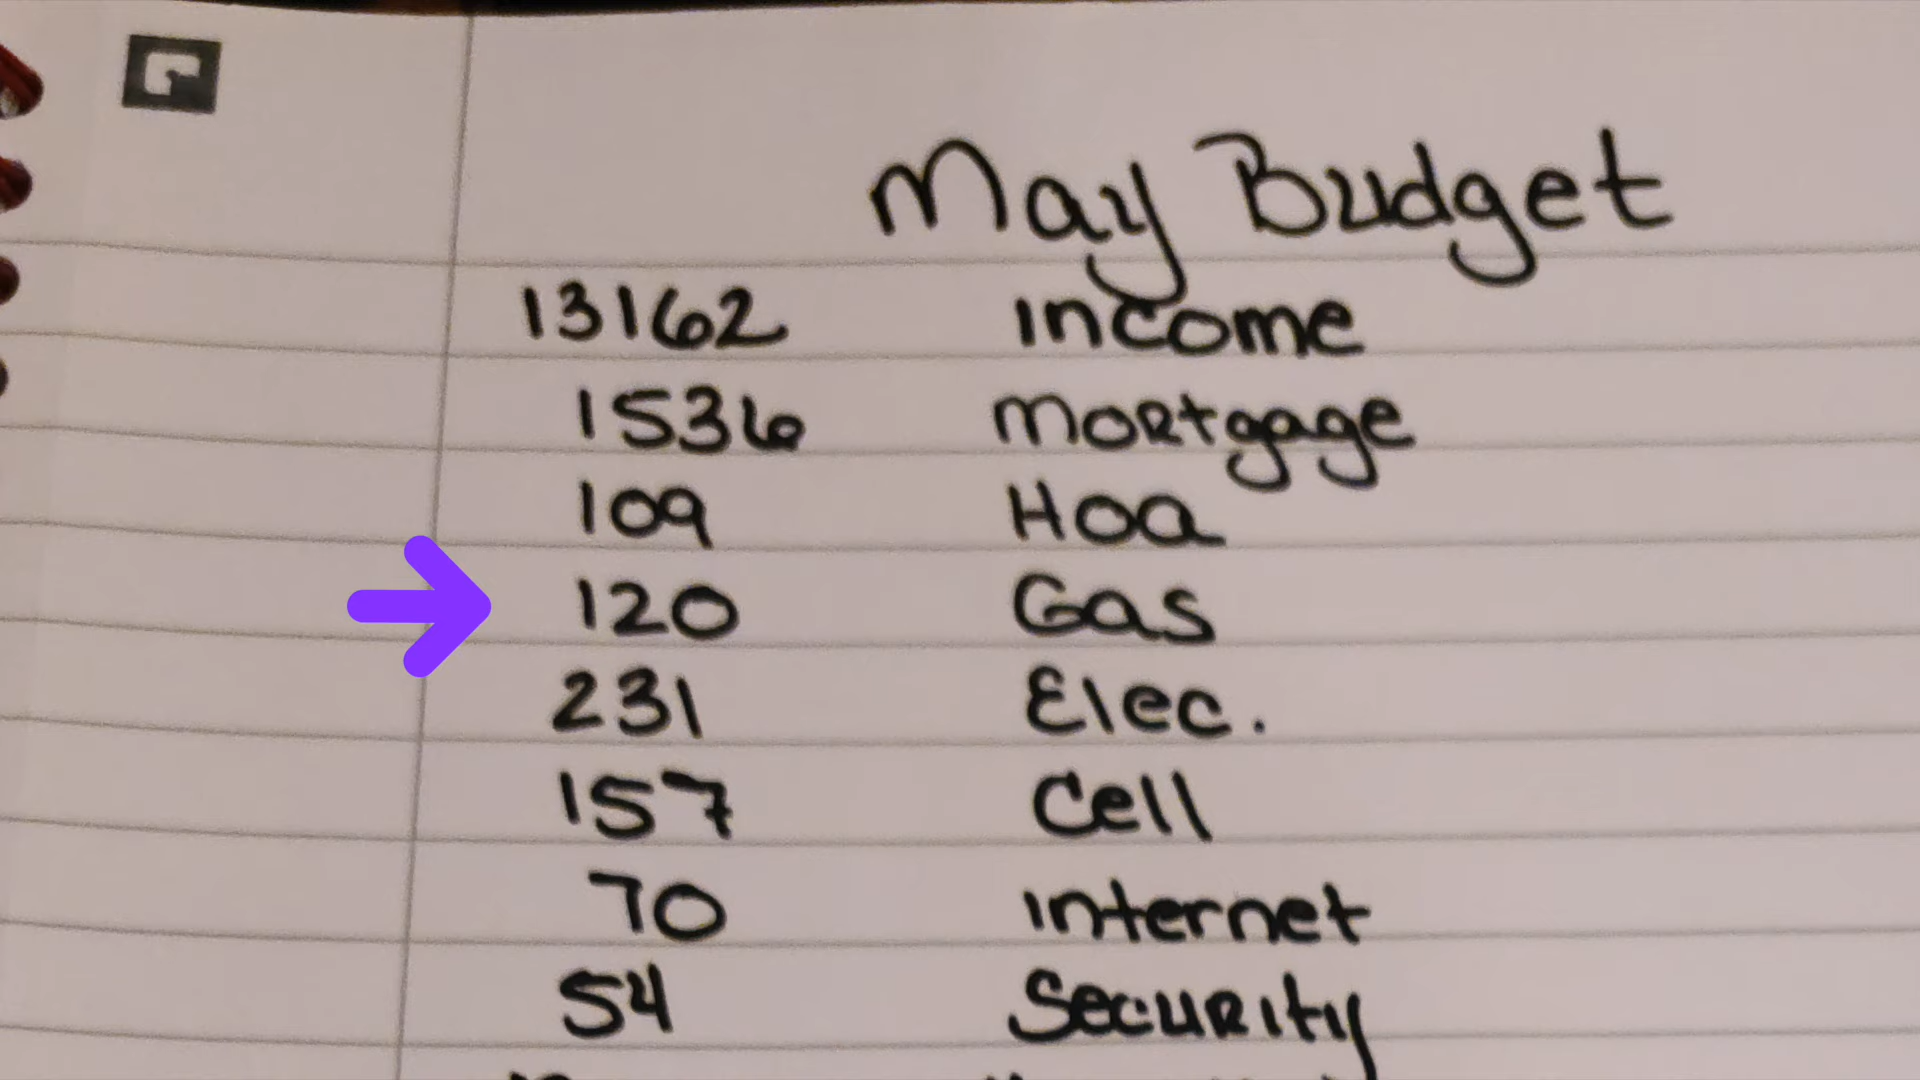 May Budget
13162 income
1536 mortgage
109 Hoa
120 Gas
231 Elec.
157 Cell
70 internet
54 Security